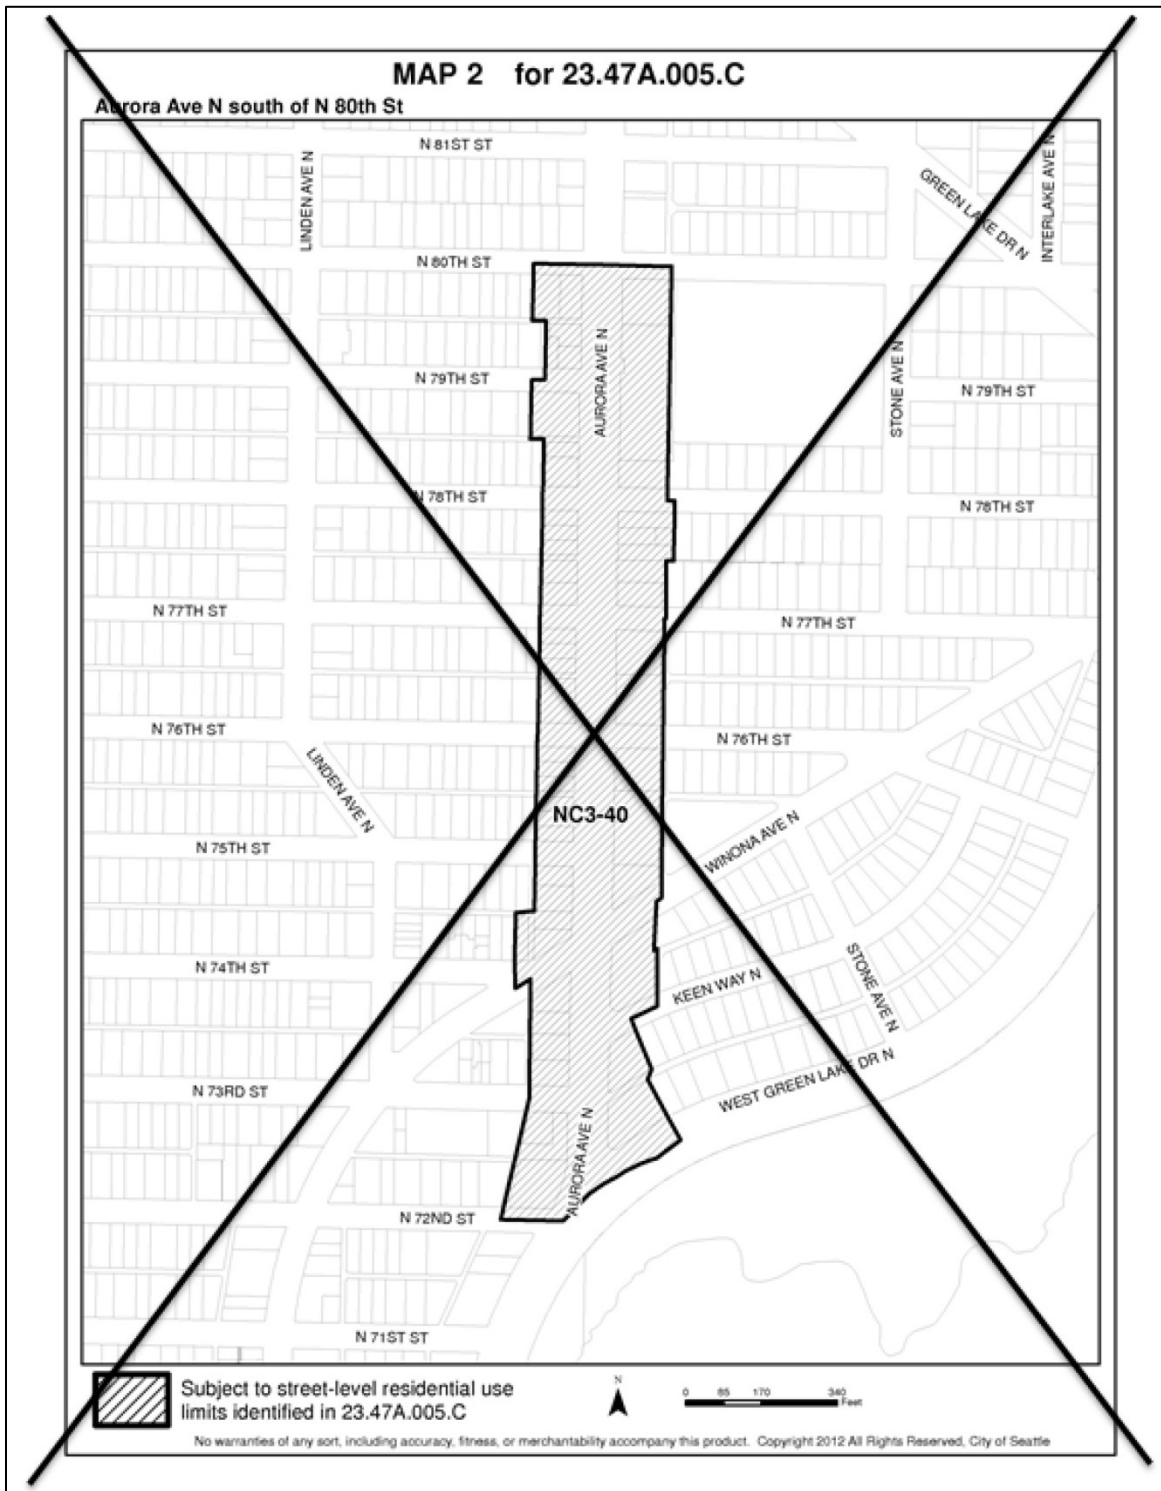 MAP 2 for 23.47A.005.C
Aurora Ave N south of N 80th St
N 81ST ST
LINDEN AVE N
GREEN LAKE DR N
INTERLAKE AVE N
N 80TH ST
AURORA AVE N
STONE AVE N
N 79TH ST
N 79TH ST
N 78TH ST
N 78TH ST
N 77TH ST
N 77TH ST
N 76TH ST
N 76TH ST
LINDEN AVE N
NC3-40
WINONA AVE N
N 75TH ST
N 74TH ST
KEEN WAY N
STONE AVE N
N 73RD ST
WEST GREEN LAKE DR N
AURORA AVE N
N 72ND ST
N 71ST ST
Subject to street-level residential use
limits identified in 23.47A.005.C
N
0 85 170 340
Feet
No warranties of any sort, including accuracy, fitness, or merchantability accompany this product. Copyright 2012 All Rights Reserved, City of Seattle